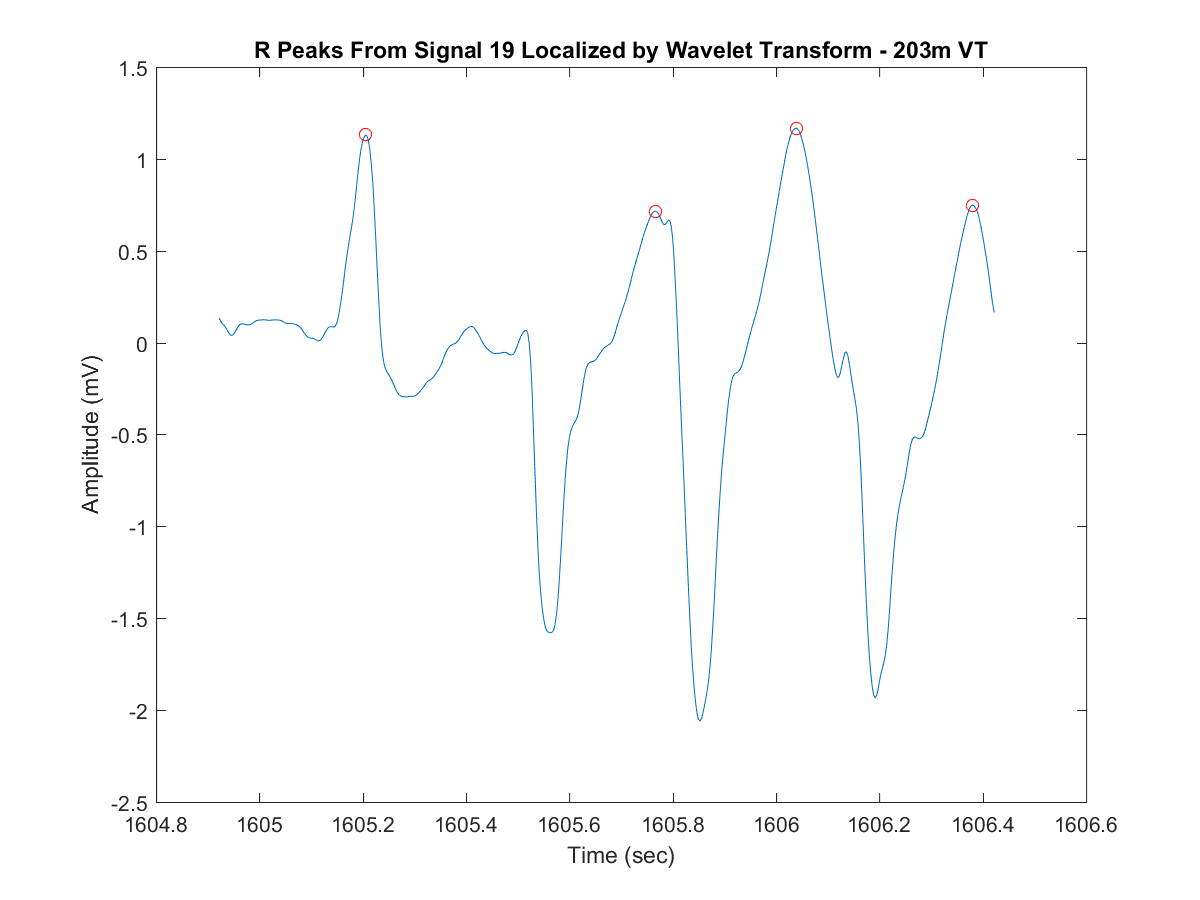 R Peaks From Signal 19 Localized by Wavelet Transform - 203m VT
1.5
1
0.5
0
-0.5
-1
-1.5
-2
-2.5
Amplitude (mV)
1604.8 1605 1605.2 1605.4 1605.6 1605.8 1606 1606.2 1606.4 1606.6
Time (sec)